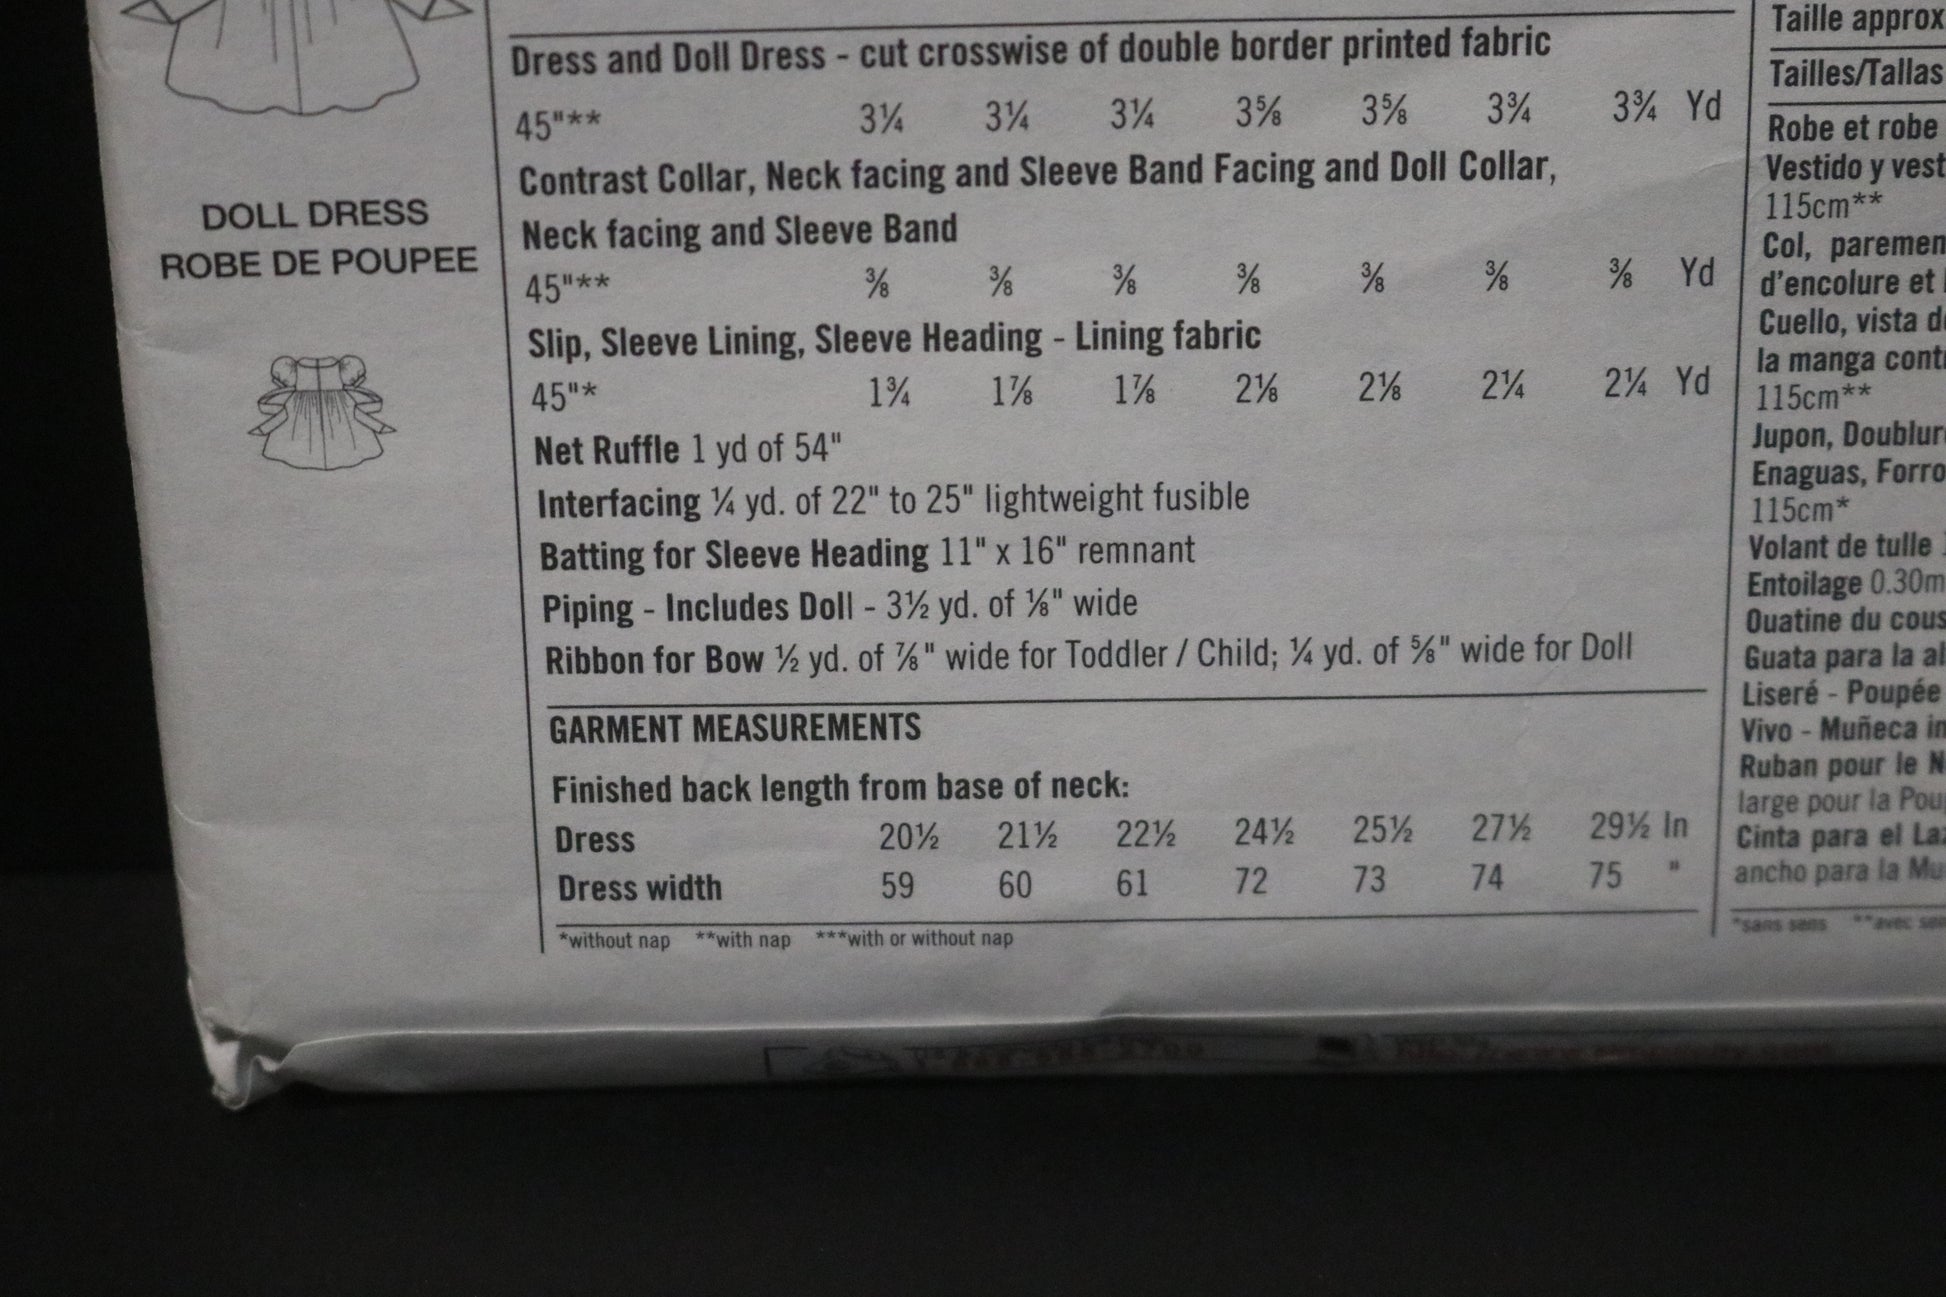 DOLL DRESS
ROBE DE POUPEE
Dress and Doll Dress - cut crosswise of double border printed fabric
45"** 3¼ 3¼ 3¼ 3⅝ 3⅝ 3¾ 3¾ Yd
Contrast Collar, Neck facing and Sleeve Band Facing and Doll Collar,
Neck facing and Sleeve Band
45"** ⅜ ⅜ ⅜ ⅜ ⅜ ⅜ ⅜ Yd
Slip, Sleeve Lining, Sleeve Heading - Lining fabric
45"* 1¾ 1⅞ 1⅞ 2⅛ 2⅛ 2¼ 2¼ Yd
Net Ruffle 1 yd of 54"
Interfacing ¼ yd. of 22" to 25" lightweight fusible
Batting for Sleeve Heading 11" x 16" remnant
Piping - Includes Doll - 3½ yd. of ⅛" wide
Ribbon for Bow ½ yd. of ⅞" wide for Toddler / Child; ¼ yd. of ⅝" wide for Doll
GARMENT MEASUREMENTS
Finished back length from base of neck:
Dress 20½ 21½ 22½ 24½ 25½ 27½ 29½ In
Dress width 59 60 61 72 73 74 75 "
*without nap **with nap ***with or without nap
Taille approx
Tailles/Tallas
Robe et robe
Vestido y vest
115cm**
Col, paremen
d'encolure et
Cuello, vista d
la manga cont
115cm**
Jupon, Doublur
Enaguas, Forro
115cm*
Volant de tulle
Entoilage 0.30m
Ouatine du cous
Guata para la al
Liseré - Poupée
Vivo - Muñeca in
Ruban pour le N
large pour la Pou
Cinta para el La
ancho para la Mu
*sans sens **avec sen